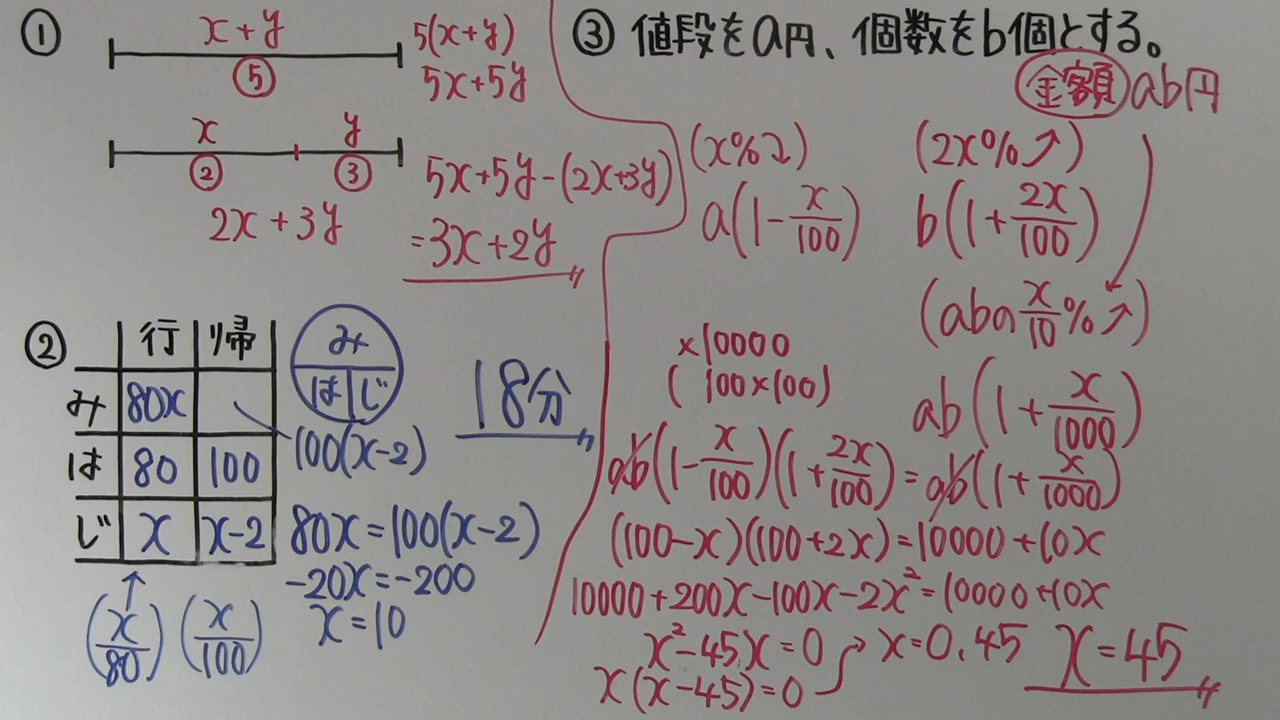 ①
x+y
⑤
5(x+y)
5x+5y
x y
② ③
2x+3y
5x+5y-(2x+3y)
=3x+2y
②
行 帰
み 80x 100(x-2)
は 80 100
じ x x-2
み
は じ
18分
80x=100(x-2)
-20x=-200
x=10
(x/80) (x/100)
③ 値段をa円、個数をb個とする。
金額 ab円
(x%↘) (2x%↗)
a(1-x/100) b(1+2x/100)
(abのx/10%↗)
×10000
(100×100)
ab(1+x/1000)
ab(1-x/100)(1+2x/100)=ab(1+x/1000)
(100-x)(100+2x)=10000+10x
10000+200x-100x-2x²=10000+10x
x²-45x=0
x(x-45)=0
x=0.45
x=45